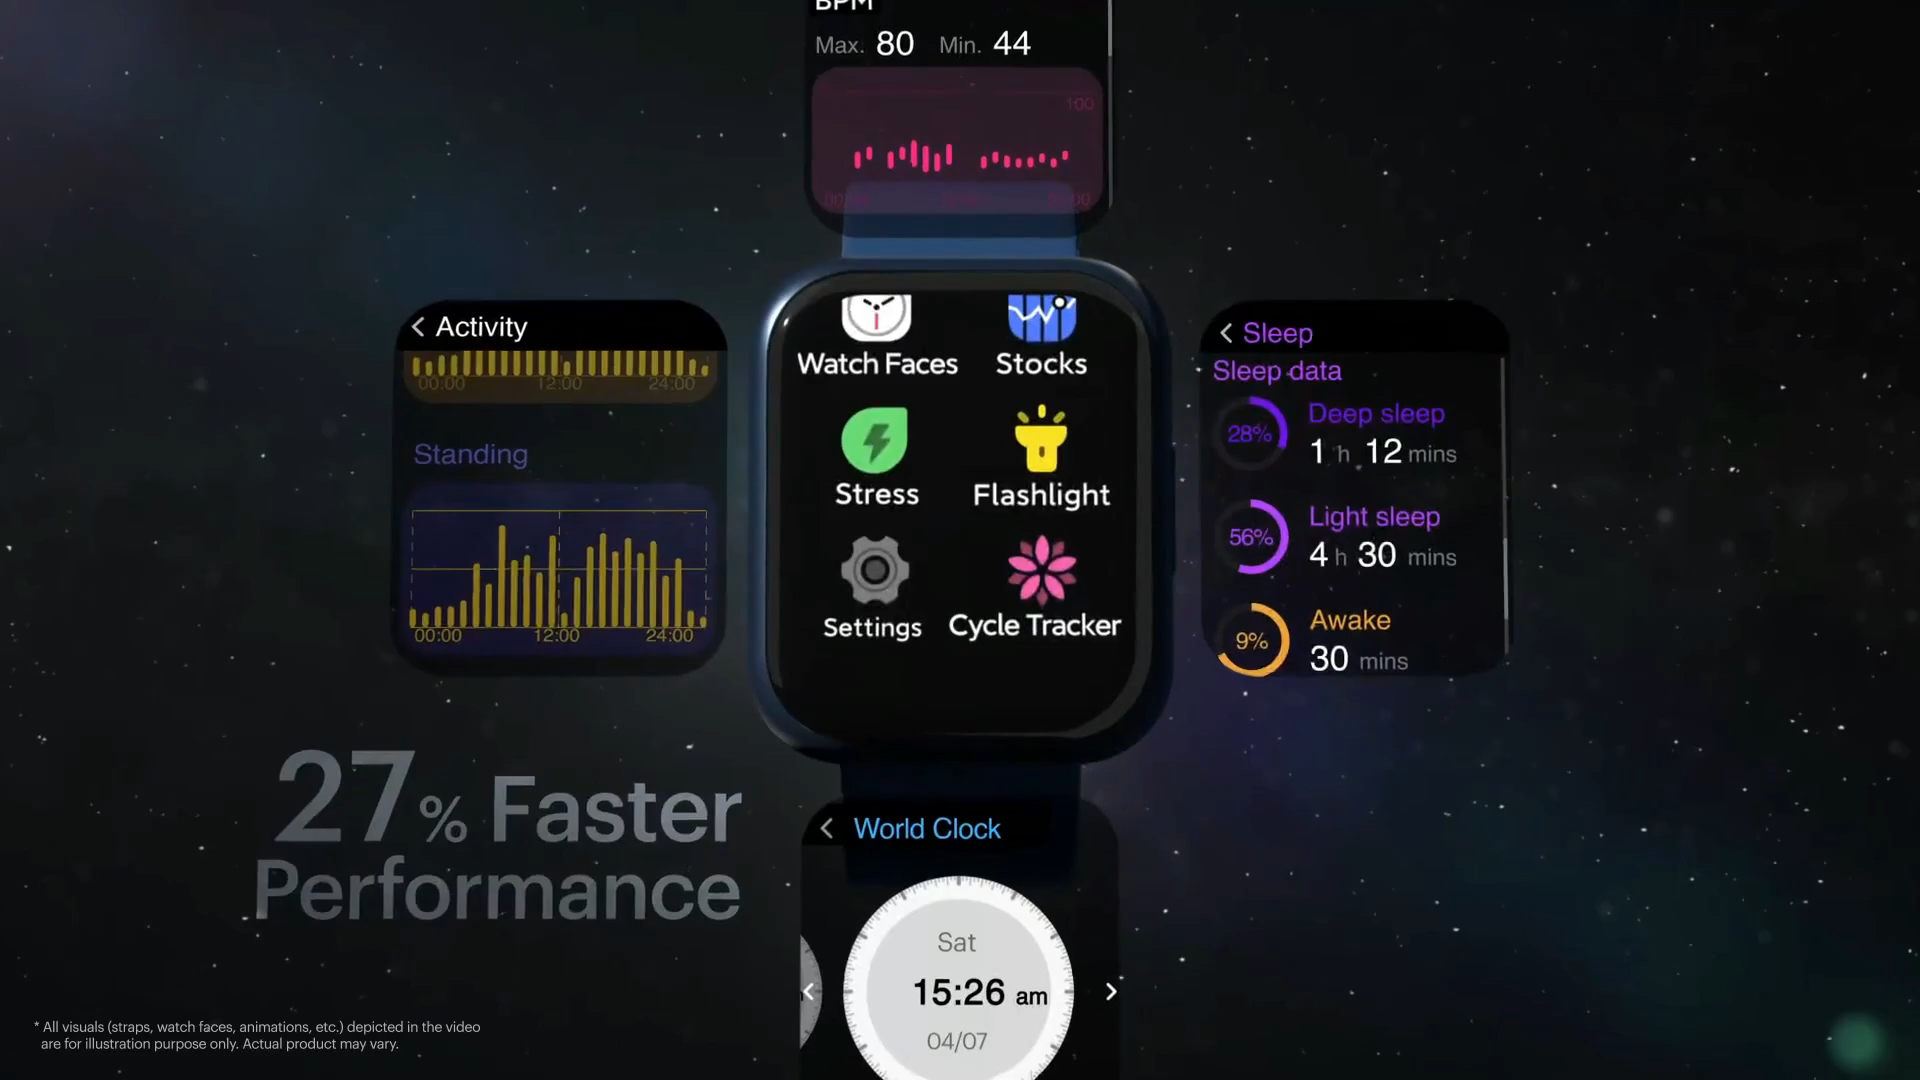 BPM
Max. 80 Min. 44
100
Activity
00:00 12:00 24:00
Standing
00:00 12:00 24:00
Watch Faces Stocks
Stress Flashlight
Settings Cycle Tracker
Sleep
Sleep data
28% Deep sleep
1 h 12 mins
56% Light sleep
4 h 30 mins
9% Awake
30 mins
27% Faster
Performance
World Clock
Sat
15:26 am
04/07
* All visuals (straps, watch faces, animations, etc.) depicted in the video
are for illustration purpose only. Actual product may vary.